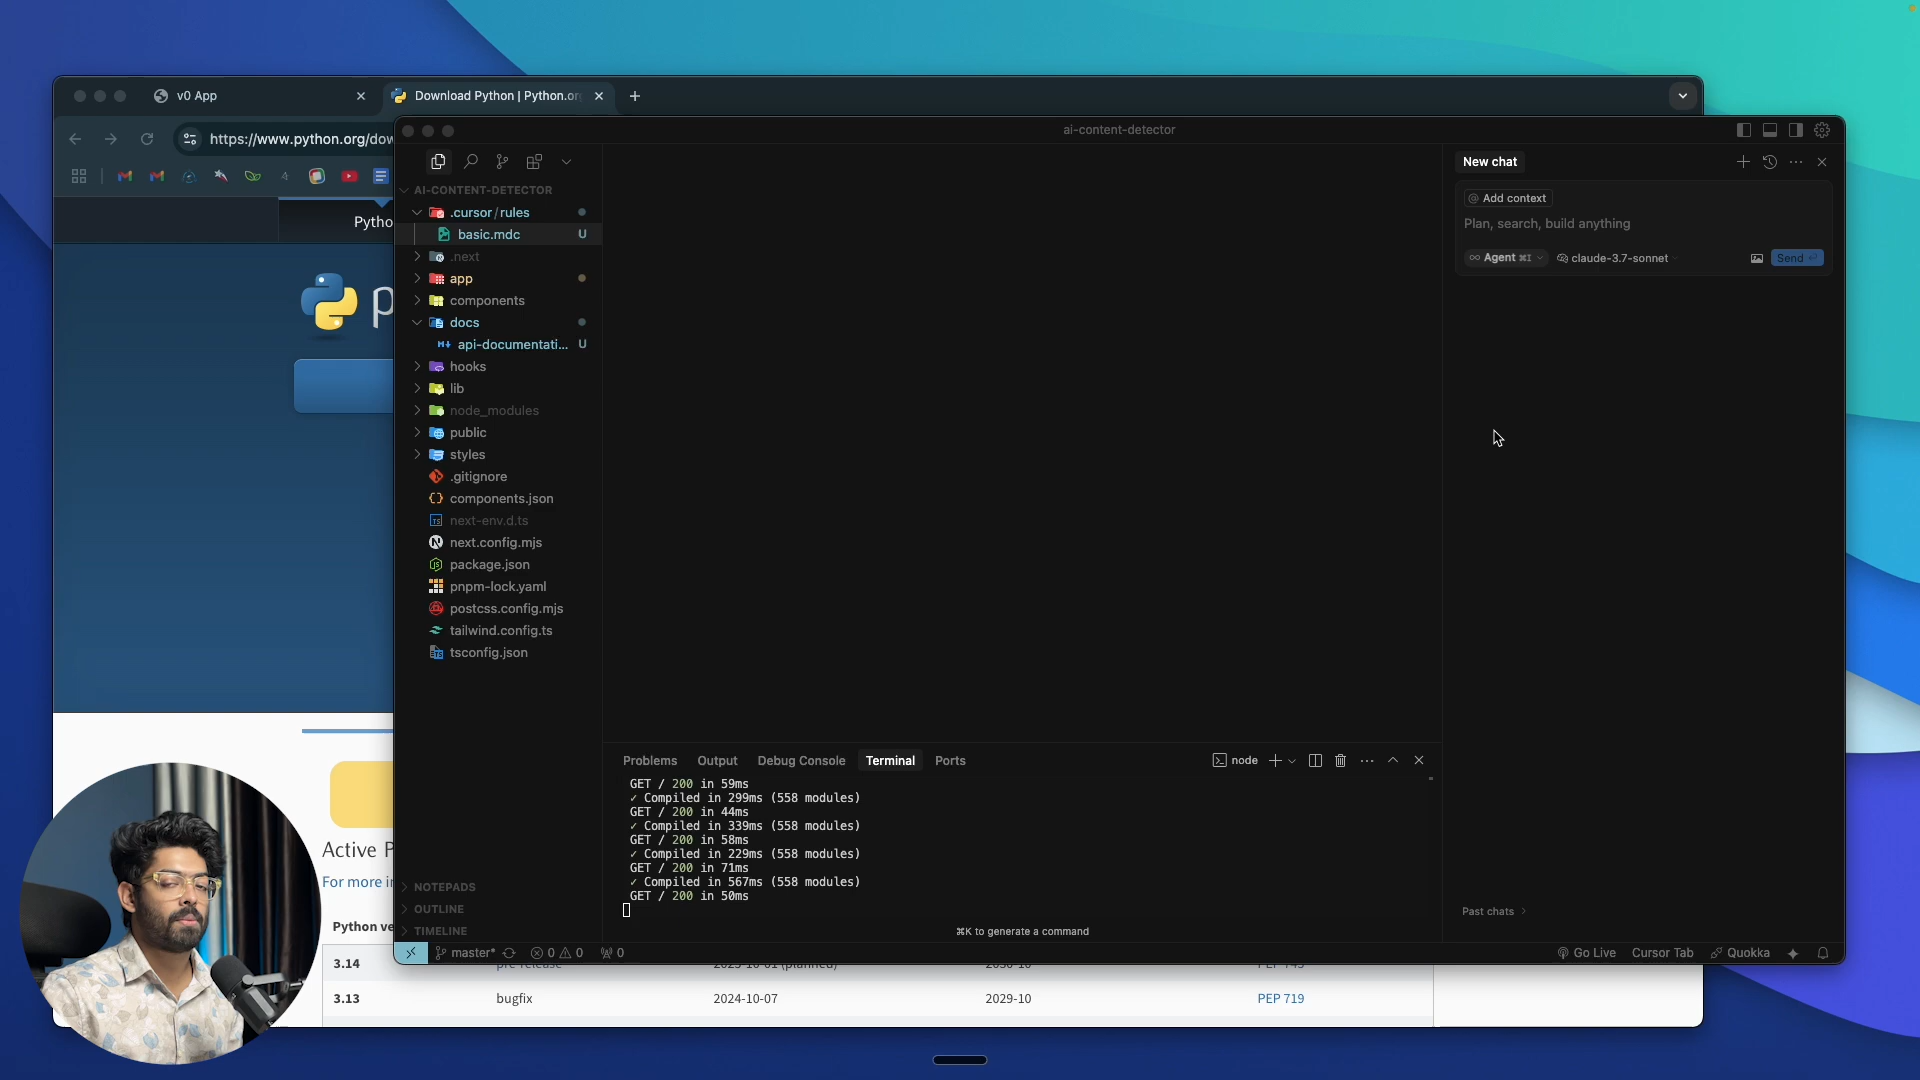 v0 App
Download Python | Python.or
https://www.python.org/dow
Pytho
p
Active P
For more in
Python ve
3.14
3.13
bugfix
2024-10-07
2029-10
PEP 719
ai-content-detector
AI-CONTENT-DETECTOR
.cursor/rules
basic.mdc
U
.next
app
components
docs
api-documentati...
U
hooks
lib
node_modules
public
styles
.gitignore
components.json
next-env.d.ts
next.config.mjs
package.json
pnpm-lock.yaml
postcss.config.mjs
tailwind.config.ts
tsconfig.json
NOTEPADS
OUTLINE
TIMELINE
Problems
Output
Debug Console
Terminal
Ports
node
GET / 200 in 59ms
✓ Compiled in 299ms (558 modules)
GET / 200 in 44ms
✓ Compiled in 339ms (558 modules)
GET / 200 in 58ms
✓ Compiled in 229ms (558 modules)
GET / 200 in 71ms
✓ Compiled in 567ms (558 modules)
GET / 200 in 50ms
⌘K to generate a command
New chat
@ Add context
Plan, search, build anything
∞ Agent ⌘I
claude-3.7-sonnet
Send
Past chats
master*
0
0
0
Go Live
Cursor Tab
Quokka